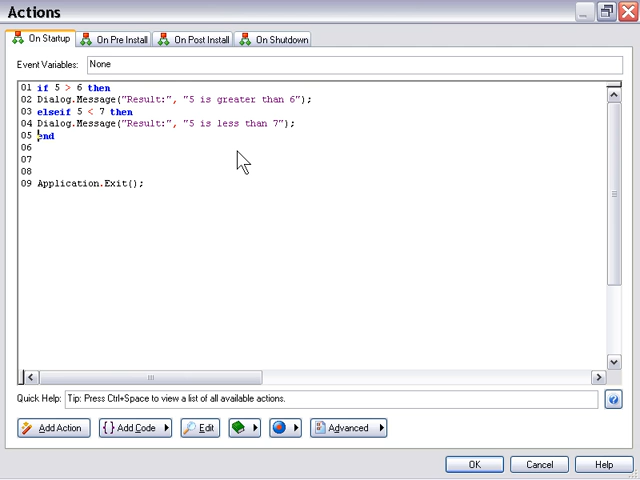 Actions
On Startup On Pre Install On Post Install On Shutdown
Event Variables: None
01 if 5 > 6 then
02 Dialog.Message("Result:", "5 is greater than 6");
03 elseif 5 < 7 then
04 Dialog.Message("Result:", "5 is less than 7");
05 end
06
07
08
09 Application.Exit();
Quick Help: Tip: Press Ctrl+Space to view a list of all available actions.
Add Action {} Add Code Edit Advanced
OK Cancel Help